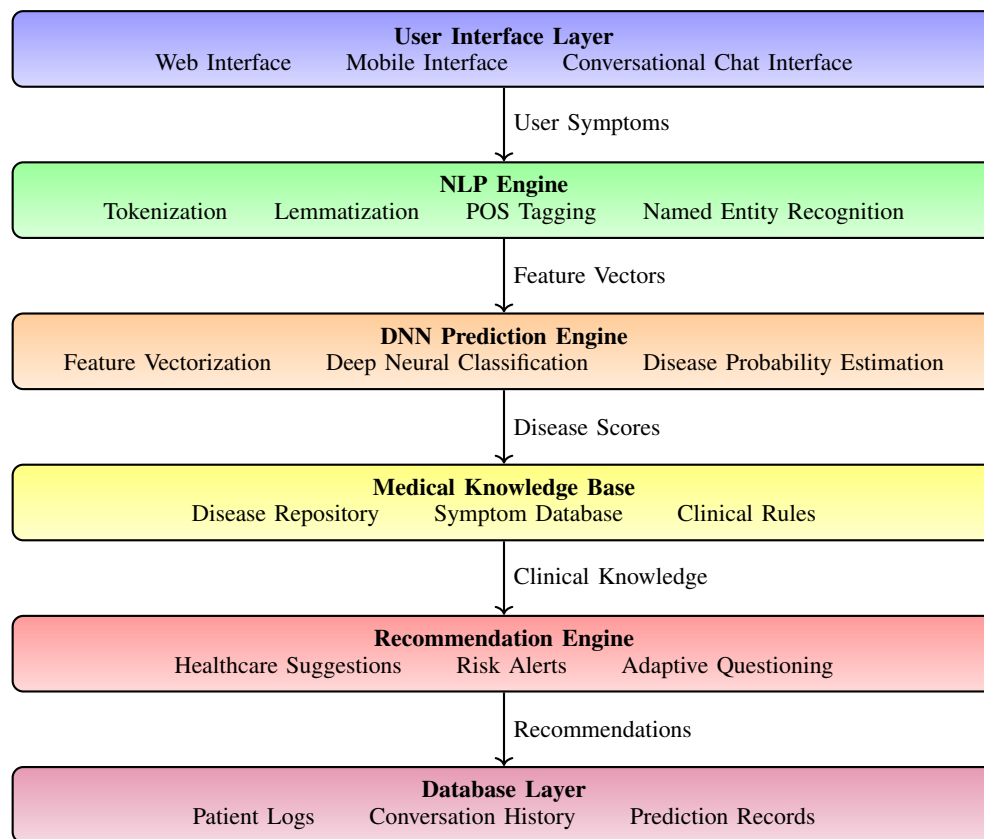 User Interface Layer
Web Interface Mobile Interface Conversational Chat Interface
User Symptoms
NLP Engine
Tokenization Lemmatization POS Tagging Named Entity Recognition
Feature Vectors
DNN Prediction Engine
Feature Vectorization Deep Neural Classification Disease Probability Estimation
Disease Scores
Medical Knowledge Base
Disease Repository Symptom Database Clinical Rules
Clinical Knowledge
Recommendation Engine
Healthcare Suggestions Risk Alerts Adaptive Questioning
Recommendations
Database Layer
Patient Logs Conversation History Prediction Records